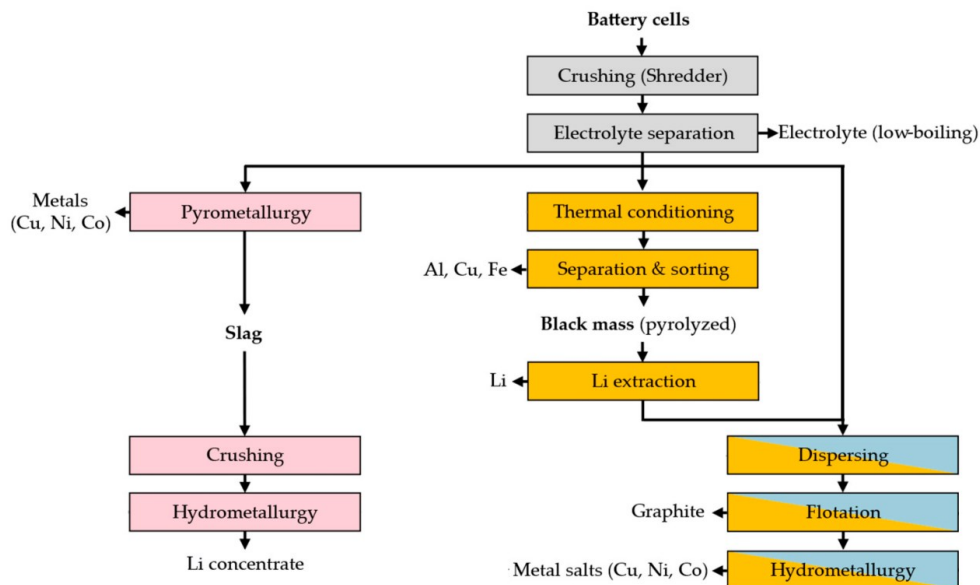 Battery cells
Crushing (Shredder)
Electrolyte separation
Electrolyte (low-boiling)
Metals
(Cu, Ni, Co)
Pyrometallurgy
Thermal conditioning
Al, Cu, Fe
Separation & sorting
Slag
Black mass (pyrolyzed)
Li
Li extraction
Crushing
Dispersing
Hydrometallurgy
Graphite
Flotation
Li concentrate
Metal salts (Cu, Ni, Co)
Hydrometallurgy